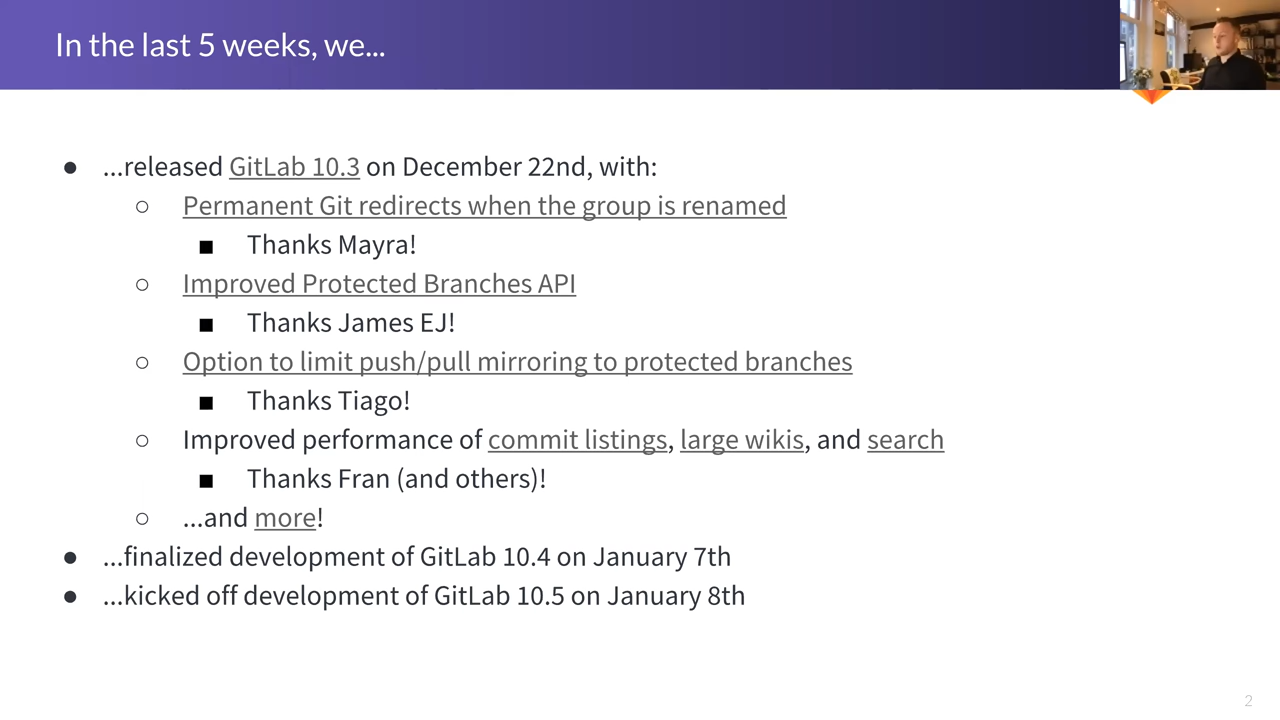 In the last 5 weeks, we...
● ...released GitLab 10.3 on December 22nd, with:
○ Permanent Git redirects when the group is renamed
■ Thanks Mayra!
○ Improved Protected Branches API
■ Thanks James EJ!
○ Option to limit push/pull mirroring to protected branches
■ Thanks Tiago!
○ Improved performance of commit listings, large wikis, and search
■ Thanks Fran (and others)!
○ ...and more!
● ...finalized development of GitLab 10.4 on January 7th
● ...kicked off development of GitLab 10.5 on January 8th
2